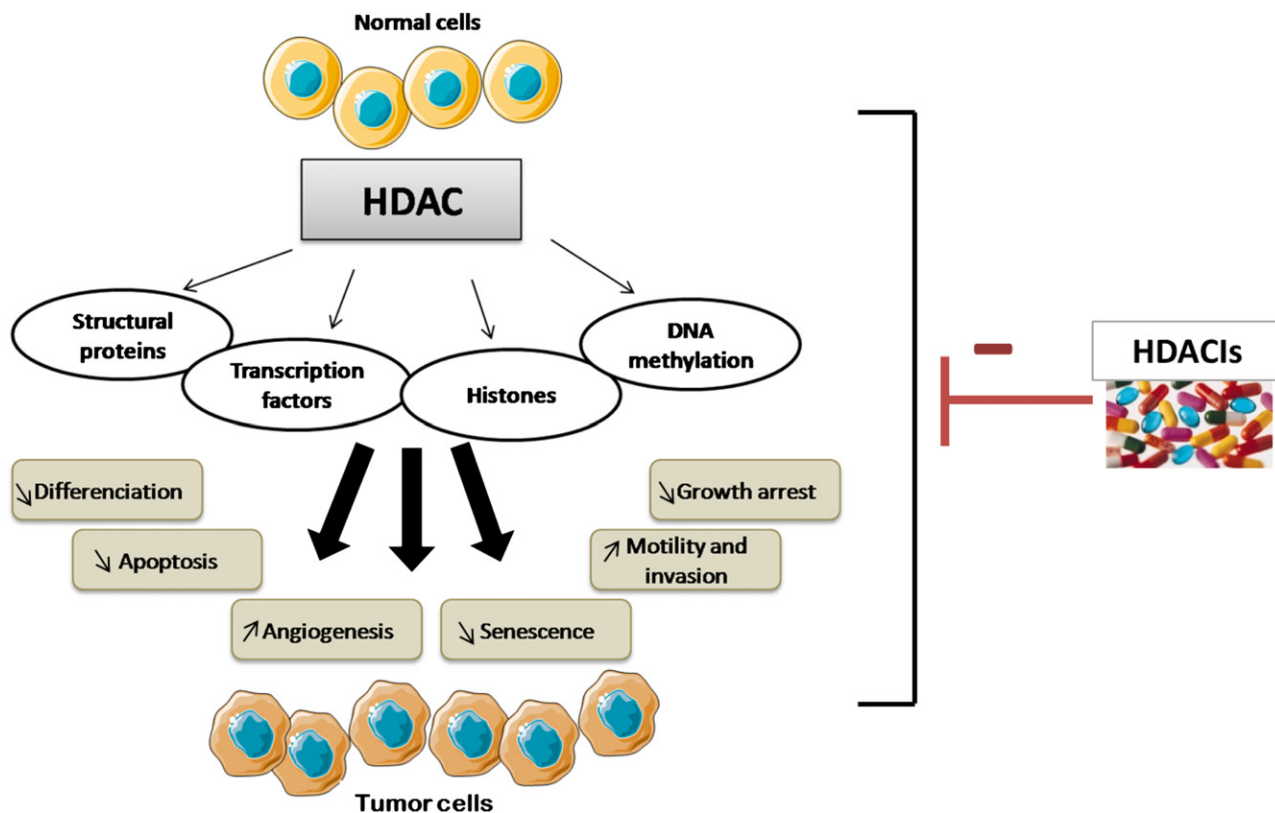 Normal cells
HDAC
Structural
proteins
Transcription
factors
Histones
DNA
methylation
HDACIs
↘ Differenciation
↘ Apoptosis
↗ Angiogenesis
↘ Senescence
↗ Motility and
invasion
↘ Growth arrest
Tumor cells